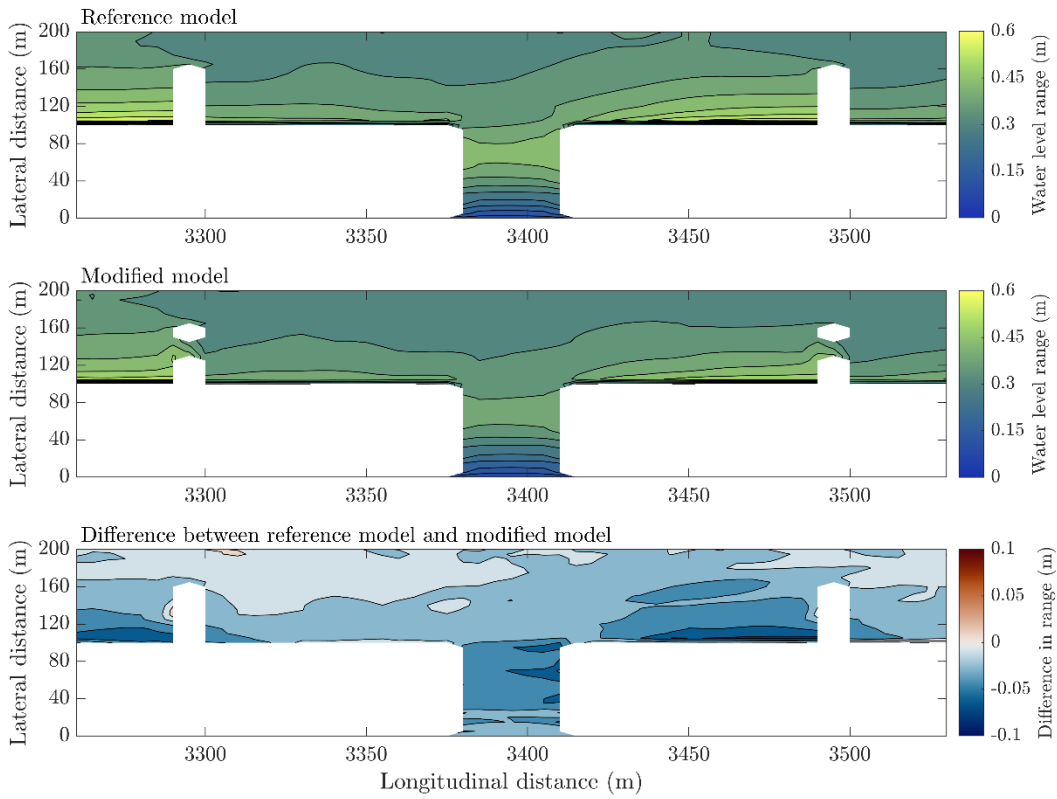 Reference model
200
160
120
80
40
0
Lateral distance (m)
3300 3350 3400 3450 3500
0.6
0.45
0.3
0.15
0
Water level range (m)
Modified model
200
160
120
80
40
0
Lateral distance (m)
3300 3350 3400 3450 3500
0.6
0.45
0.3
0.15
0
Water level range (m)
Difference between reference model and modified model
200
160
120
80
40
0
Lateral distance (m)
3300 3350 3400 3450 3500
Longitudinal distance (m)
0.1
0.05
0
-0.05
-0.1
Difference in range (m)